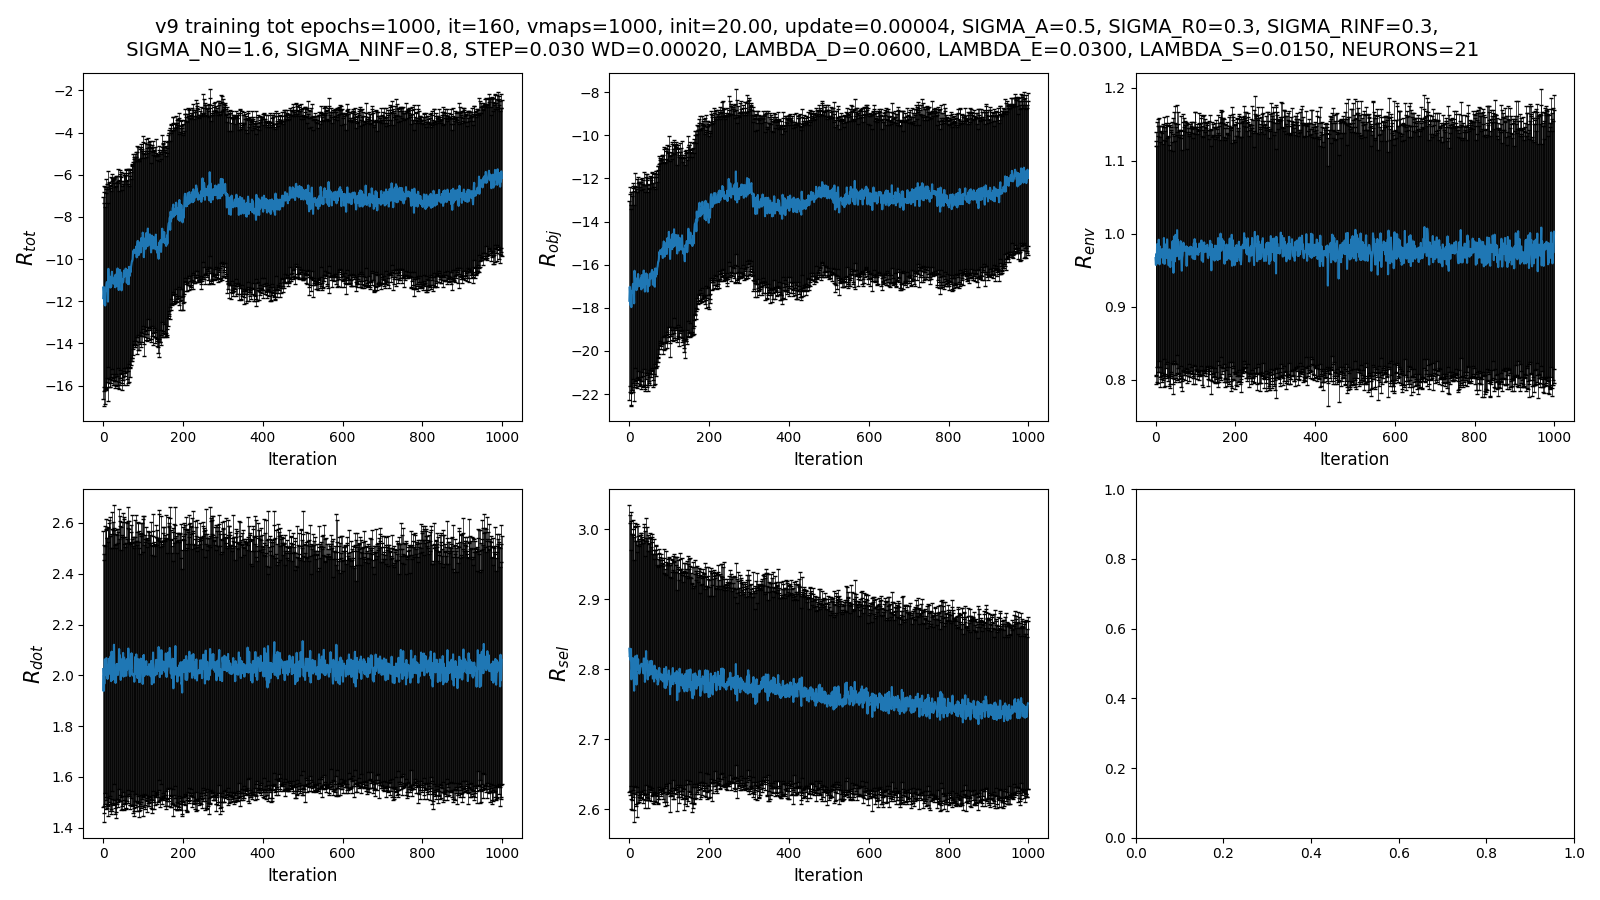 v9 training tot epochs=1000, it=160, vmaps=1000, init=20.00, update=0.00004, SIGMA_A=0.5, SIGMA_R0=0.3, SIGMA_RINF=0.3,
SIGMA_N0=1.6, SIGMA_NINF=0.8, STEP=0.030 WD=0.00020, LAMBDA_D=0.0600, LAMBDA_E=0.0300, LAMBDA_S=0.0150, NEURONS=21
R_tot
−2
−4
−6
−8
−10
−12
−14
−16
0 200 400 600 800 1000
Iteration
R_obj
−8
−10
−12
−14
−16
−18
−20
−22
0 200 400 600 800 1000
Iteration
R_env
1.2
1.1
1.0
0.9
0.8
0 200 400 600 800 1000
Iteration
R_dot
2.6
2.4
2.2
2.0
1.8
1.6
1.4
0 200 400 600 800 1000
Iteration
R_sel
3.0
2.9
2.8
2.7
2.6
0 200 400 600 800 1000
Iteration
1.0
0.8
0.6
0.4
0.2
0.0
0.0 0.2 0.4 0.6 0.8 1.0